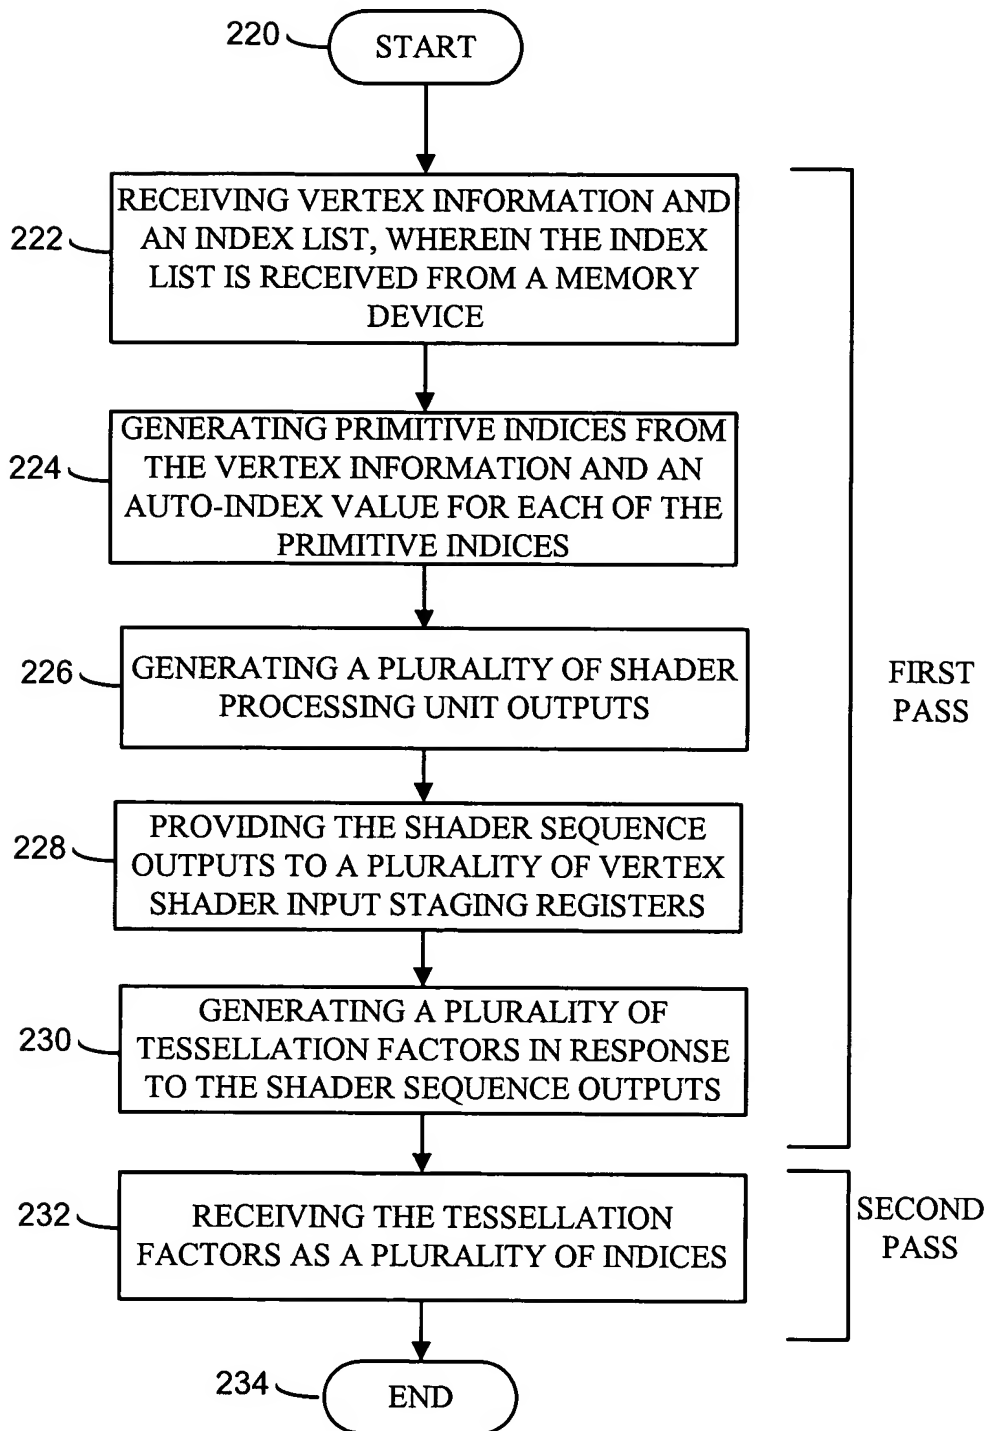 220
START
222
RECEIVING VERTEX INFORMATION AND
AN INDEX LIST, WHEREIN THE INDEX
LIST IS RECEIVED FROM A MEMORY
DEVICE
224
GENERATING PRIMITIVE INDICES FROM
THE VERTEX INFORMATION AND AN
AUTO-INDEX VALUE FOR EACH OF THE
PRIMITIVE INDICES
226
GENERATING A PLURALITY OF SHADER
PROCESSING UNIT OUTPUTS
FIRST
PASS
228
PROVIDING THE SHADER SEQUENCE
OUTPUTS TO A PLURALITY OF VERTEX
SHADER INPUT STAGING REGISTERS
230
GENERATING A PLURALITY OF
TESSELLATION FACTORS IN RESPONSE
TO THE SHADER SEQUENCE OUTPUTS
232
RECEIVING THE TESSELLATION
FACTORS AS A PLURALITY OF INDICES
SECOND
PASS
234
END